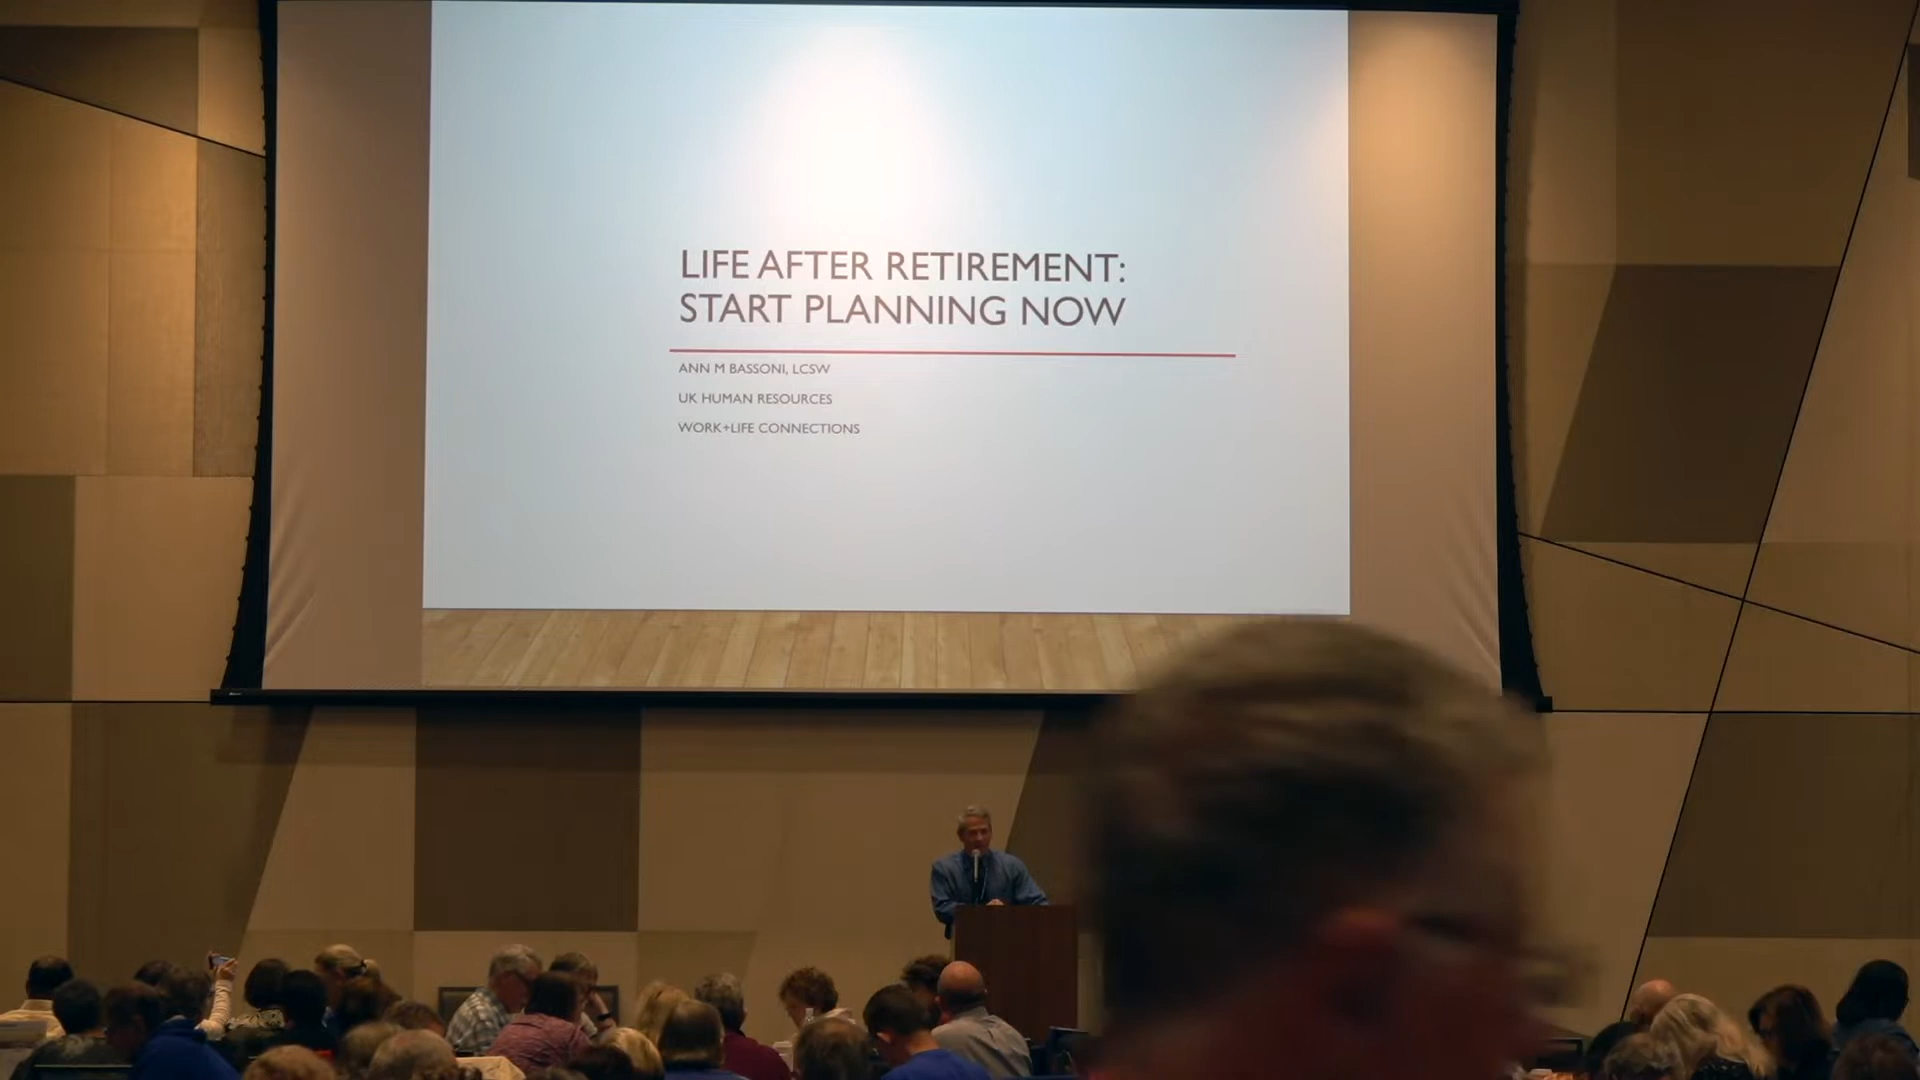 LIFE AFTER RETIREMENT:
START PLANNING NOW
ANN M BASSONI, LCSW
UK HUMAN RESOURCES
WORK+LIFE CONNECTIONS